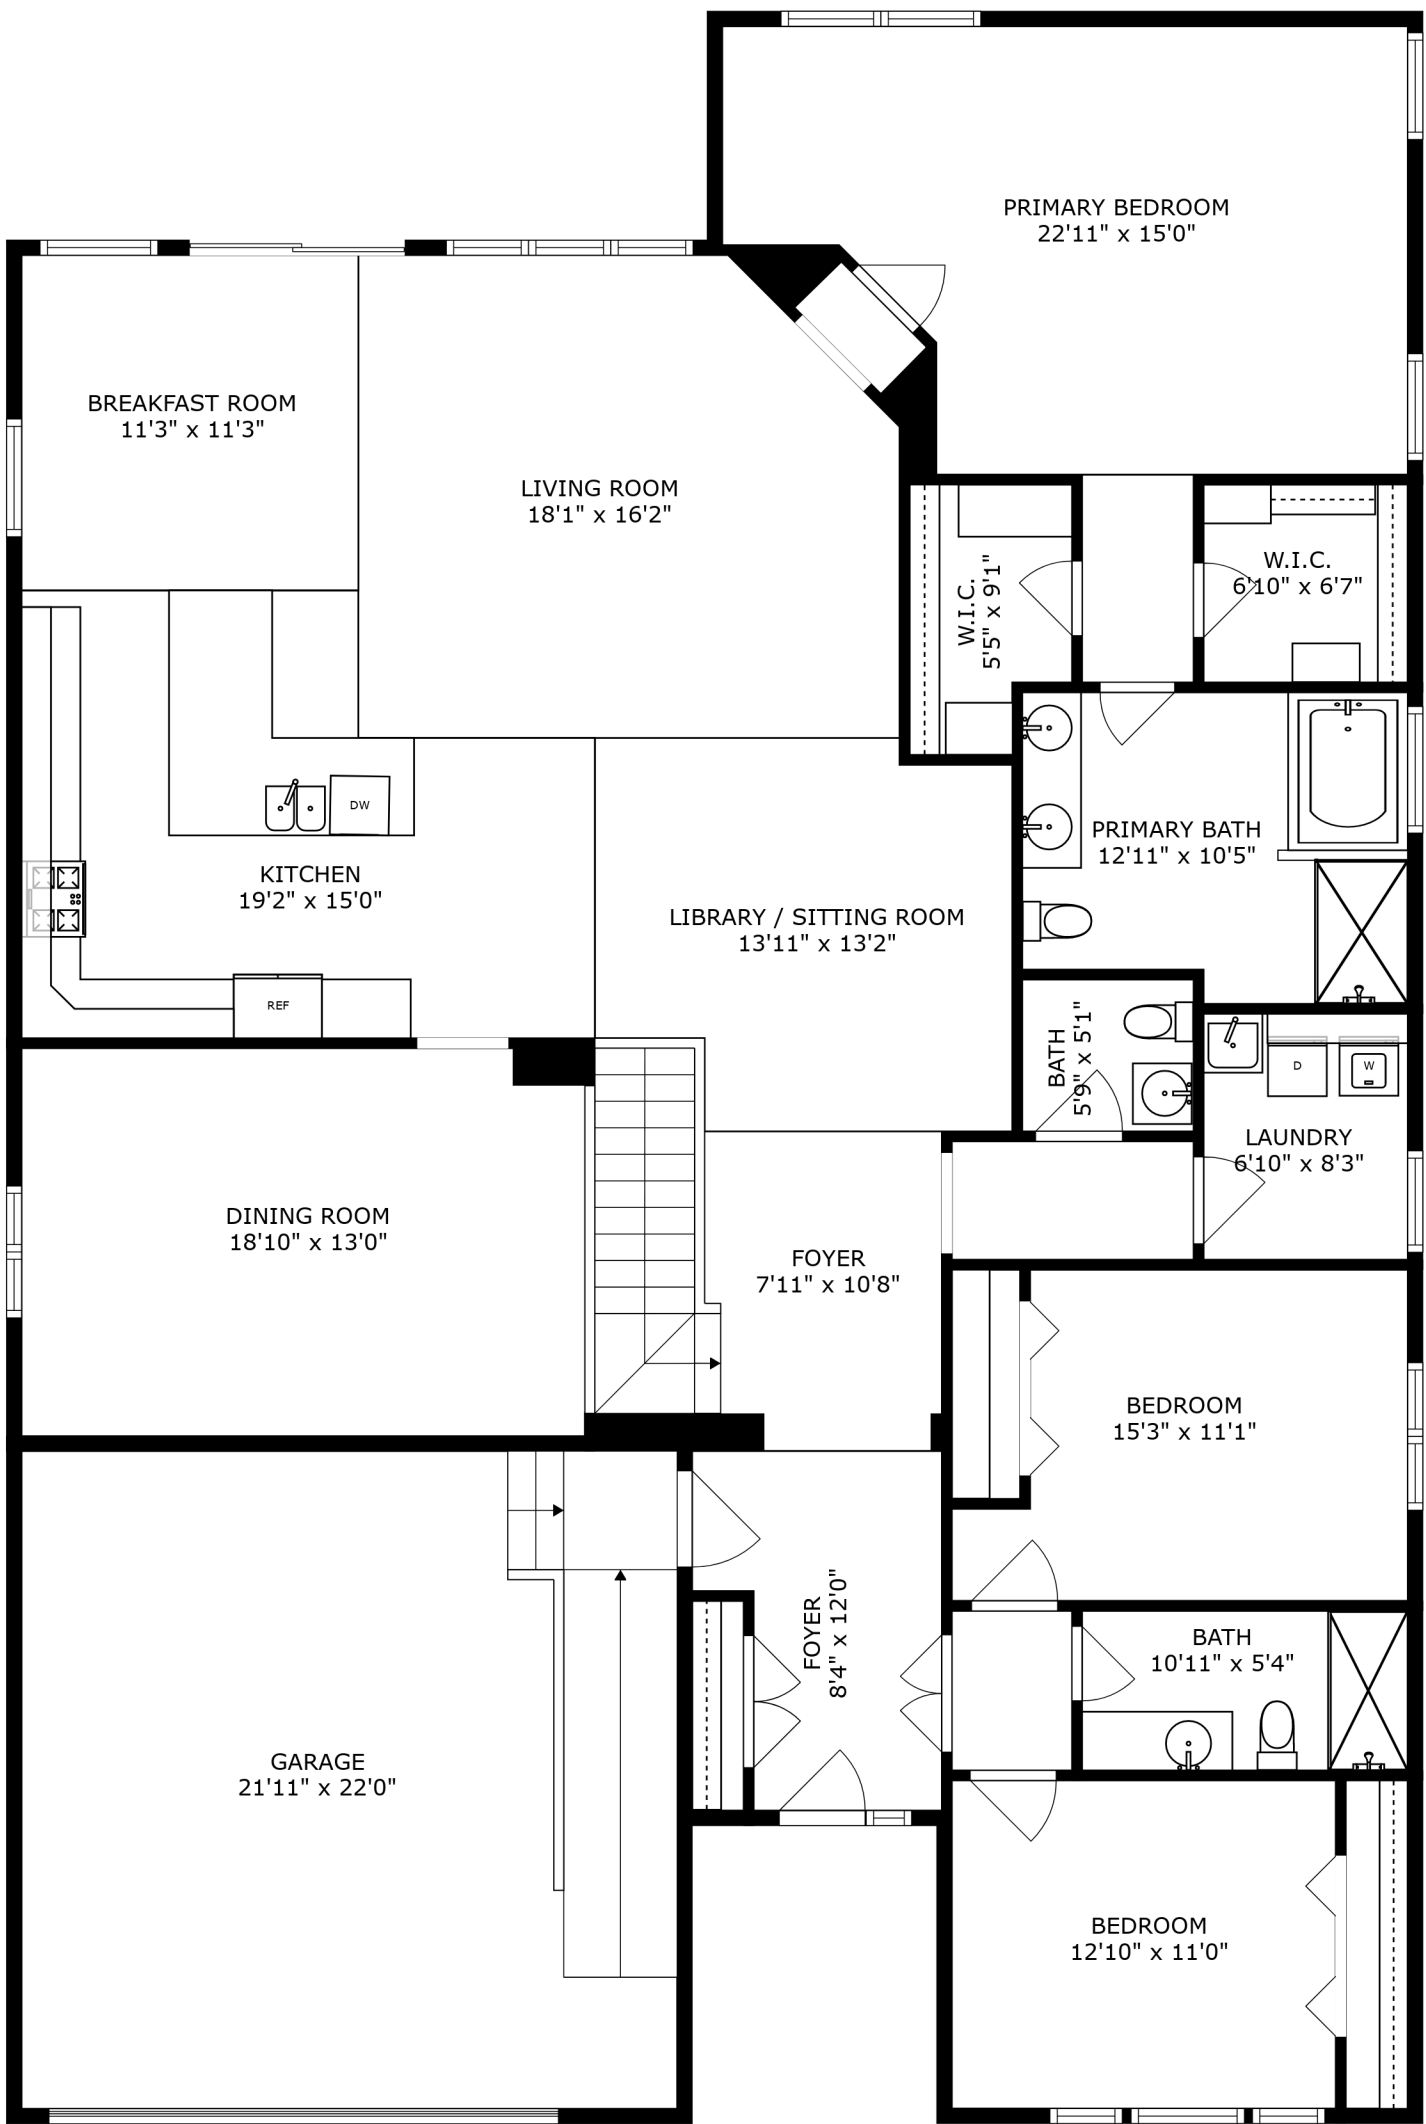 PRIMARY BEDROOM
22'11" x 15'0"
BREAKFAST ROOM
11'3" x 11'3"
LIVING ROOM
18'1" x 16'2"
W.I.C.
5'5" x 9'1"
W.I.C.
6'10" x 6'7"
DW
PRIMARY BATH
12'11" x 10'5"
KITCHEN
19'2" x 15'0"
LIBRARY / SITTING ROOM
13'11" x 13'2"
REF
BATH
5'9" x 5'1"
D
W
LAUNDRY
6'10" x 8'3"
DINING ROOM
18'10" x 13'0"
FOYER
7'11" x 10'8"
BEDROOM
15'3" x 11'1"
FOYER
8'4" x 12'0"
BATH
10'11" x 5'4"
GARAGE
21'11" x 22'0"
BEDROOM
12'10" x 11'0"